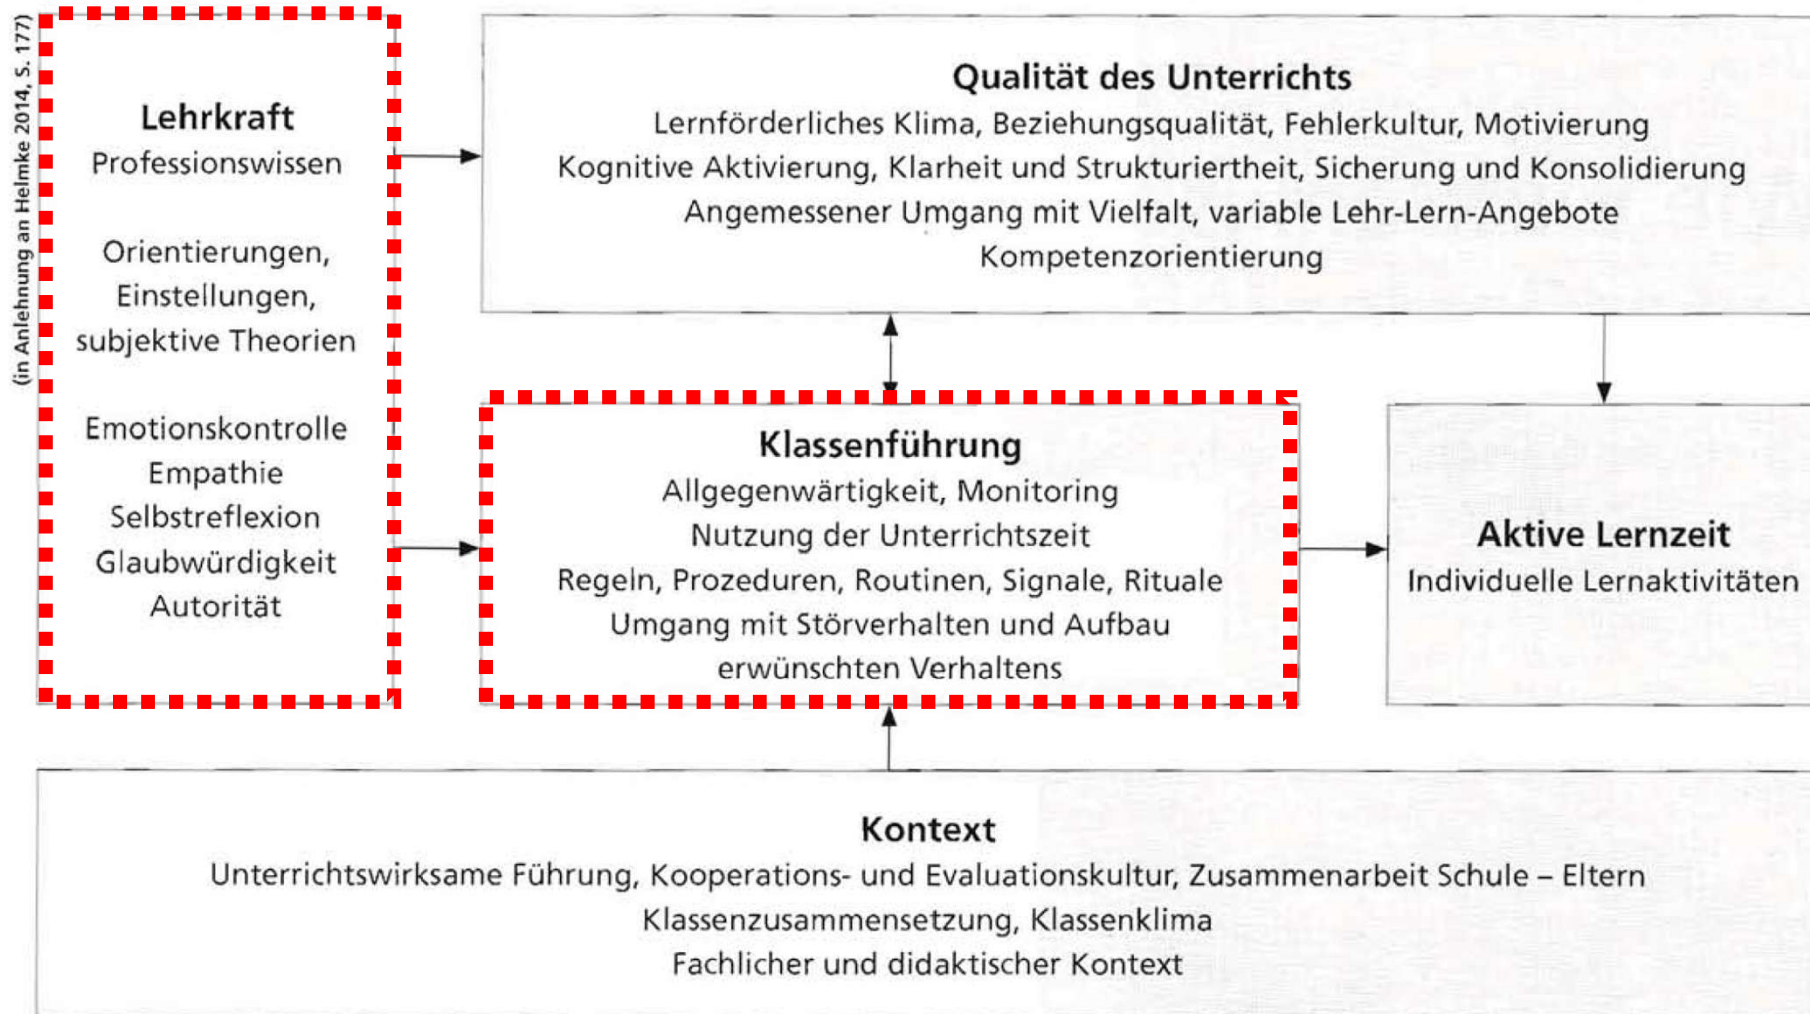 (in Anlehnung an Helmke 2014, S. 177)
Lehrkraft
Professionswissen
Orientierungen,
Einstellungen,
subjektive Theorien
Emotionskontrolle
Empathie
Selbstreflexion
Glaubwürdigkeit
Autorität
Qualität des Unterrichts
Lernförderliches Klima, Beziehungsqualität, Fehlerkultur, Motivierung
Kognitive Aktivierung, Klarheit und Strukturiertheit, Sicherung und Konsolidierung
Angemessener Umgang mit Vielfalt, variable Lehr-Lern-Angebote
Kompetenzorientierung
Klassenführung
Allgegenwärtigkeit, Monitoring
Nutzung der Unterrichtszeit
Regeln, Prozeduren, Routinen, Signale, Rituale
Umgang mit Störverhalten und Aufbau
erwünschten Verhaltens
Aktive Lernzeit
Individuelle Lernaktivitäten
Kontext
Unterrichtswirksame Führung, Kooperations- und Evaluationskultur, Zusammenarbeit Schule – Eltern
Klassenzusammensetzung, Klassenklima
Fachlicher und didaktischer Kontext